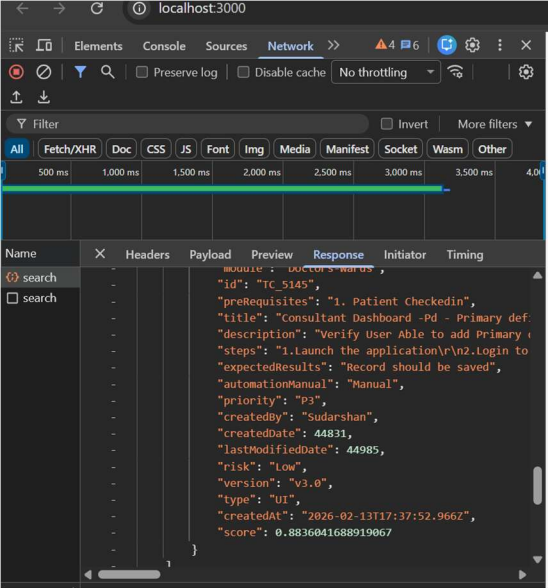 localhost:3000
Elements Console Sources Network 4 6
Preserve log Disable cache No throttling
Filter Invert More filters
All Fetch/XHR Doc CSS JS Font Img Media Manifest Socket Wasm Other
500 ms 1,000 ms 1,500 ms 2,000 ms 2,500 ms 3,000 ms 3,500 ms 4,0
Name Headers Payload Preview Response Initiator Timing
search
search
- "module": "Doctors-Wards",
- "id": "TC_5145",
- "preRequisites": "1. Patient Checkedin",
- "title": "Consultant Dashboard -Pd - Primary defi
- "description": "Verify User Able to add Primary
- "steps": "1.Launch the application\r\n2.Login to
- "expectedResults": "Record should be saved",
- "automationManual": "Manual",
- "priority": "P3",
- "createdBy": "Sudarshan",
- "createdDate": 44831,
- "lastModifiedDate": 44985,
- "risk": "Low",
- "version": "v3.0",
- "type": "UI",
- "createdAt": "2026-02-13T17:37:52.966Z",
- "score": 0.8836041688919067
- }
- ]